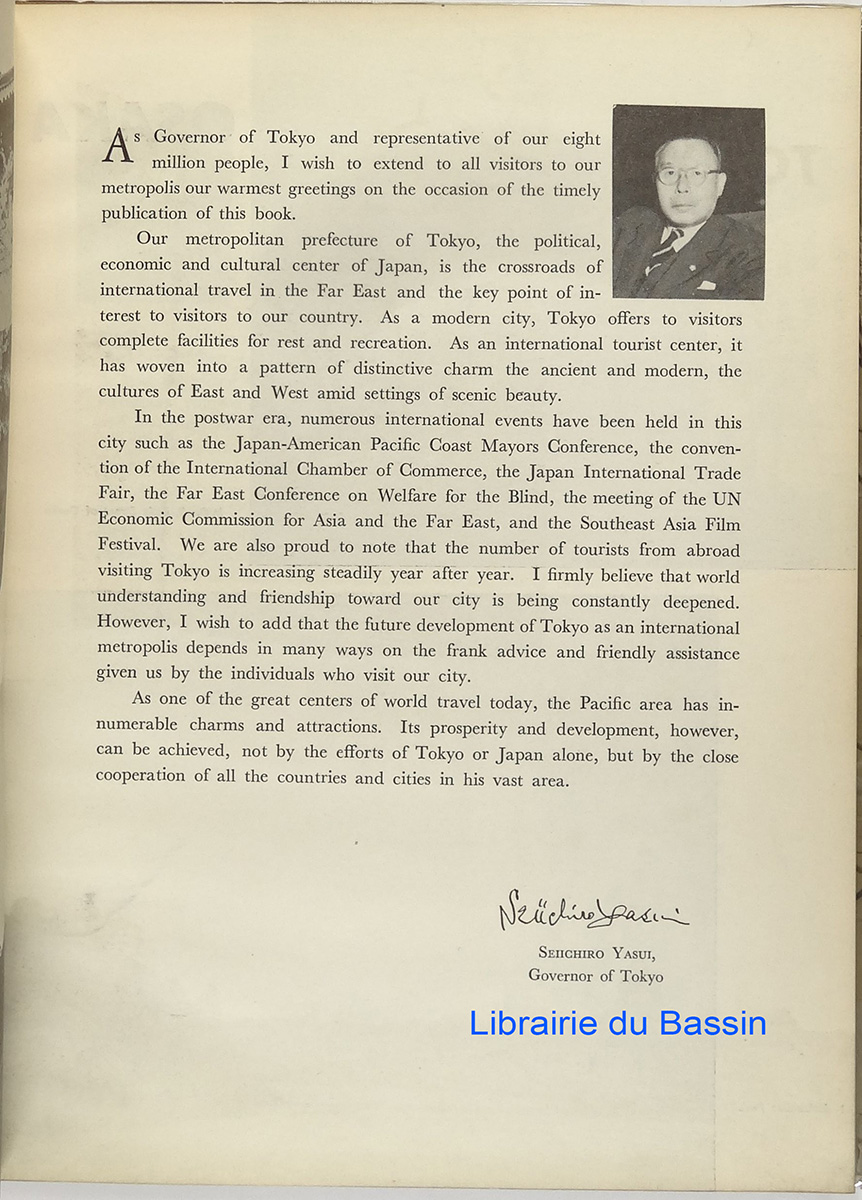 As Governor of Tokyo and representative of our eight
million people, I wish to extend to all visitors to our
metropolis our warmest greetings on the occasion of the timely
publication of this book.
Our metropolitan prefecture of Tokyo, the political,
economic and cultural center of Japan, is the crossroads of
international travel in the Far East and the key point of in-
terest to visitors to our country. As a modern city, Tokyo offers to visitors
complete facilities for rest and recreation. As an international tourist center, it
has woven into a pattern of distinctive charm the ancient and modern, the
cultures of East and West amid settings of scenic beauty.
In the postwar era, numerous international events have been held in this
city such as the Japan-American Pacific Coast Mayors Conference, the conven-
tion of the International Chamber of Commerce, the Japan International Trade
Fair, the Far East Conference on Welfare for the Blind, the meeting of the UN
Economic Commission for Asia and the Far East, and the Southeast Asia Film
Festival. We are also proud to note that the number of tourists from abroad
visiting Tokyo is increasing steadily year after year. I firmly believe that world
understanding and friendship toward our city is being constantly deepened.
However, I wish to add that the future development of Tokyo as an international
metropolis depends in many ways on the frank advice and friendly assistance
given us by the individuals who visit our city.
As one of the great centers of world travel today, the Pacific area has in-
numerable charms and attractions. Its prosperity and development, however,
can be achieved, not by the efforts of Tokyo or Japan alone, but by the close
cooperation of all the countries and cities in his vast area.
Seiichiro Yasui
SEIICHIRO YASUI,
Governor of Tokyo
Librairie du Bassin